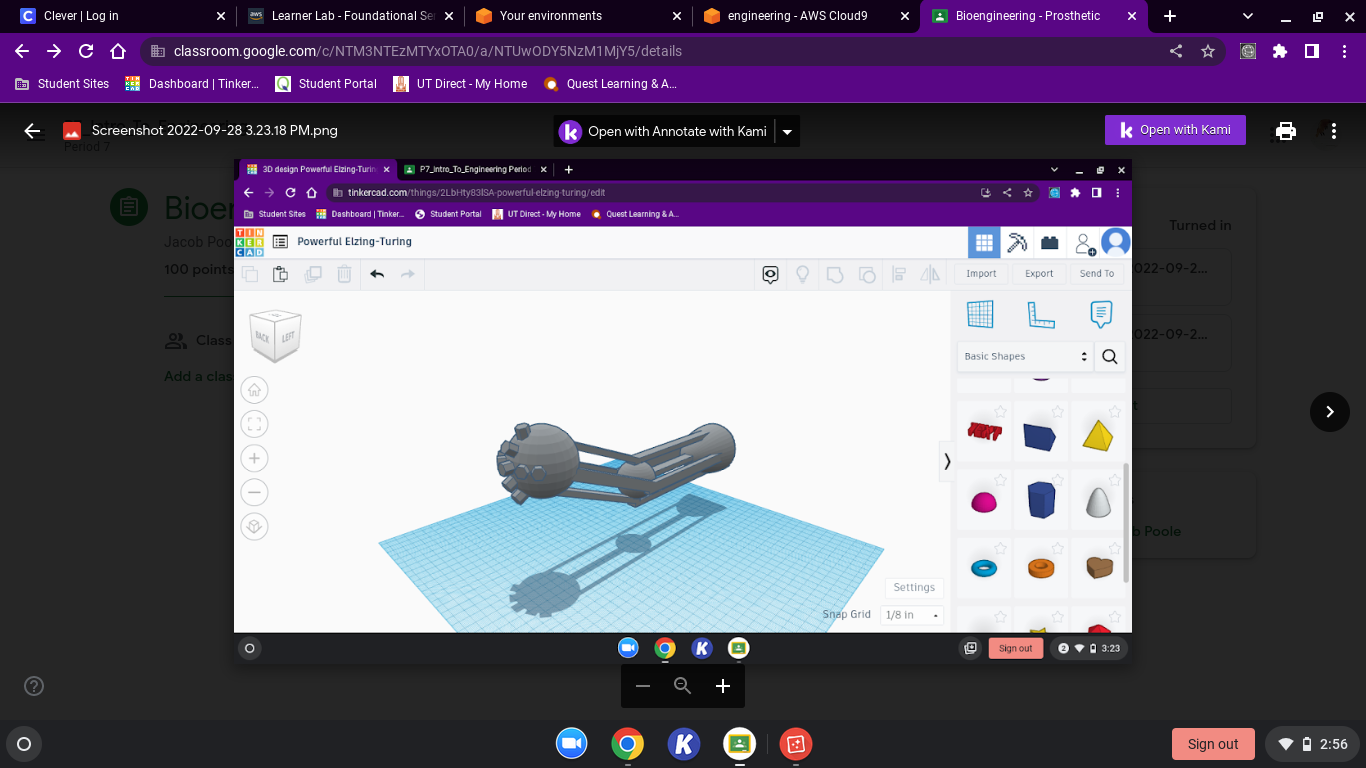 Clever | Log in
Learner Lab - Foundational Se
Your environments
engineering - AWS Cloud9
Bioengineering - Prosthetic
classroom.google.com/c/NTM3NTEzMTYxOTA0/a/NTUwODY5NzM1MjY5/details
Student Sites
Dashboard | Tinker...
Student Portal
UT Direct - My Home
Quest Learning & A...
Screenshot 2022-09-28 3.23.18 PM.png
Open with Annotate with Kami
Open with Kami
Period 7
Bioen
Jacob Poo
100 points
Class
Add a clas
Turned in
022-09-2...
022-09-2...
b Poole
3D design Powerful Elzing-Turin
P7_Intro_To_Engineering Period
tinkercad.com/things/2LbHty83lSA-powerful-elzing-turing/edit
Student Sites
Dashboard | Tinker...
Student Portal
UT Direct - My Home
Quest Learning & A...
TIN
KER
CAD
Powerful Elzing-Turing
Import
Export
Send To
BACK
LEFT
Basic Shapes
TEXT
Settings
Snap Grid
1/8 in
Sign out
2
3:23
Sign out
2:56